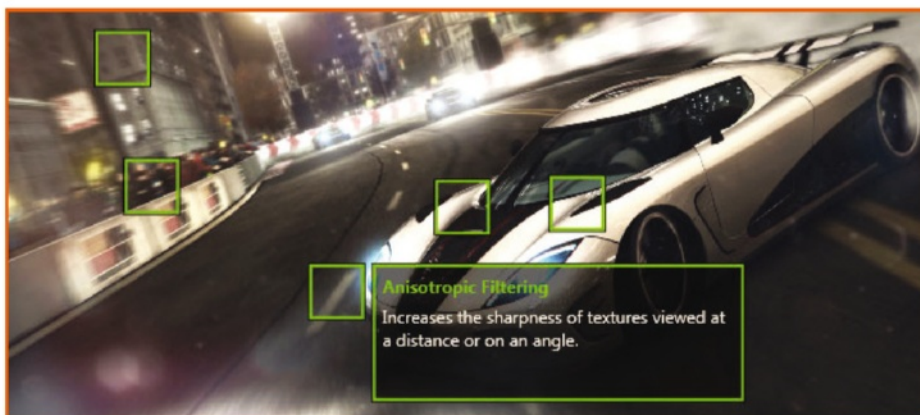 Anisotropic Filtering
Increases the sharpness of textures viewed at
a distance or on an angle.